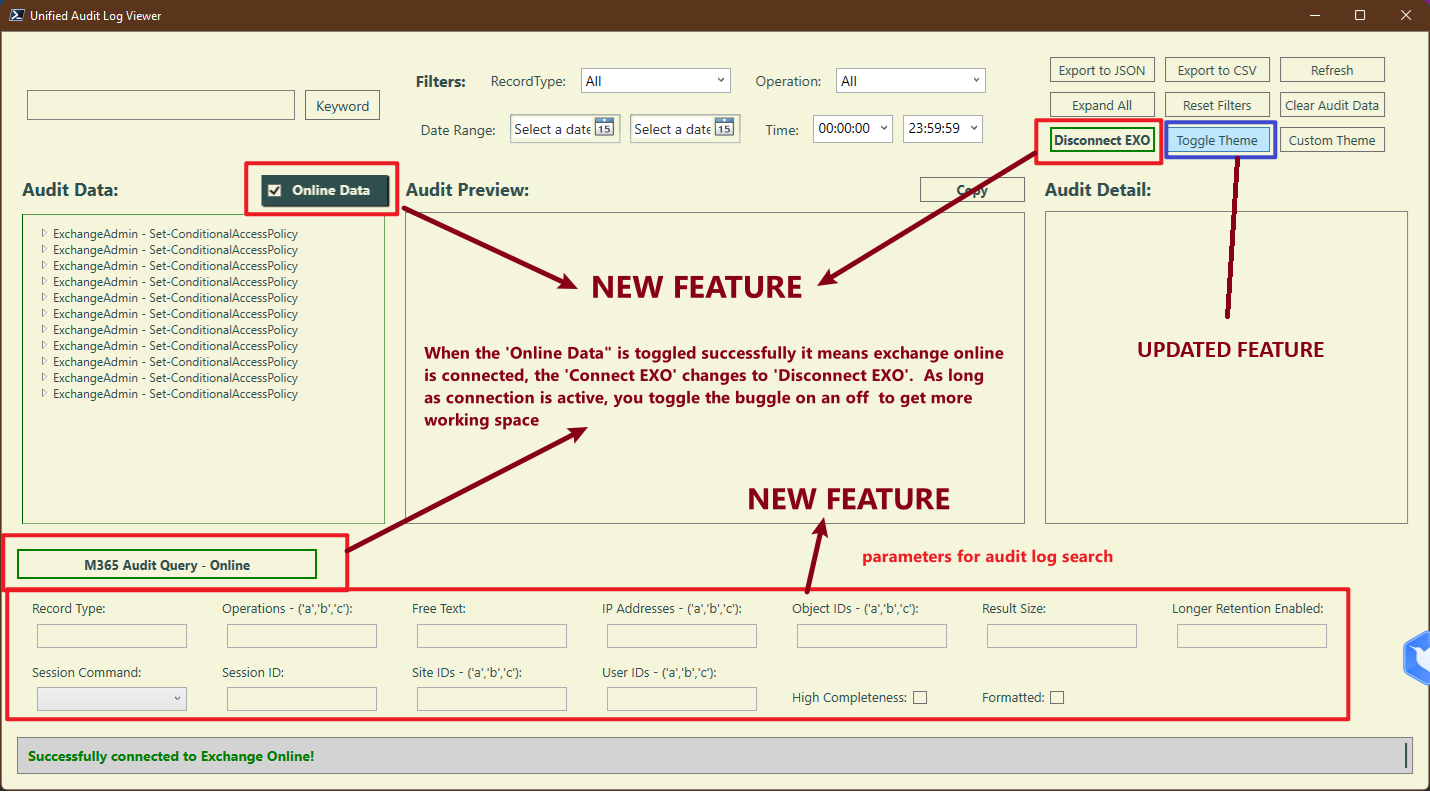 Unified Audit Log Viewer
Filters:
RecordType:
All
Operation:
All
Export to JSON
Export to CSV
Refresh
Keyword
Expand All
Reset Filters
Clear Audit Data
Date Range:
Select a date
15
Select a date
15
Time:
00:00:00
23:59:59
Disconnect EXO
Toggle Theme
Custom Theme
Audit Data:
Online Data
Audit Preview:
Copy
Audit Detail:
ExchangeAdmin - Set-ConditionalAccessPolicy
ExchangeAdmin - Set-ConditionalAccessPolicy
ExchangeAdmin - Set-ConditionalAccessPolicy
ExchangeAdmin - Set-ConditionalAccessPolicy
ExchangeAdmin - Set-ConditionalAccessPolicy
ExchangeAdmin - Set-ConditionalAccessPolicy
ExchangeAdmin - Set-ConditionalAccessPolicy
ExchangeAdmin - Set-ConditionalAccessPolicy
ExchangeAdmin - Set-ConditionalAccessPolicy
ExchangeAdmin - Set-ConditionalAccessPolicy
ExchangeAdmin - Set-ConditionalAccessPolicy
NEW FEATURE
When the 'Online Data" is toggled successfully it means exchange online
is connected, the 'Connect EXO' changes to 'Disconnect EXO'.  As long
as connection is active, you toggle the buggle on an off  to get more
working space
UPDATED FEATURE
NEW FEATURE
parameters for audit log search
M365 Audit Query - Online
Record Type:
Operations - ('a','b','c'):
Free Text:
IP Addresses - ('a','b','c'):
Object IDs - ('a','b','c'):
Result Size:
Longer Retention Enabled:
Session Command:
Session ID:
Site IDs - ('a','b','c'):
User IDs - ('a','b','c'):
High Completeness:
Formatted:
Successfully connected to Exchange Online!